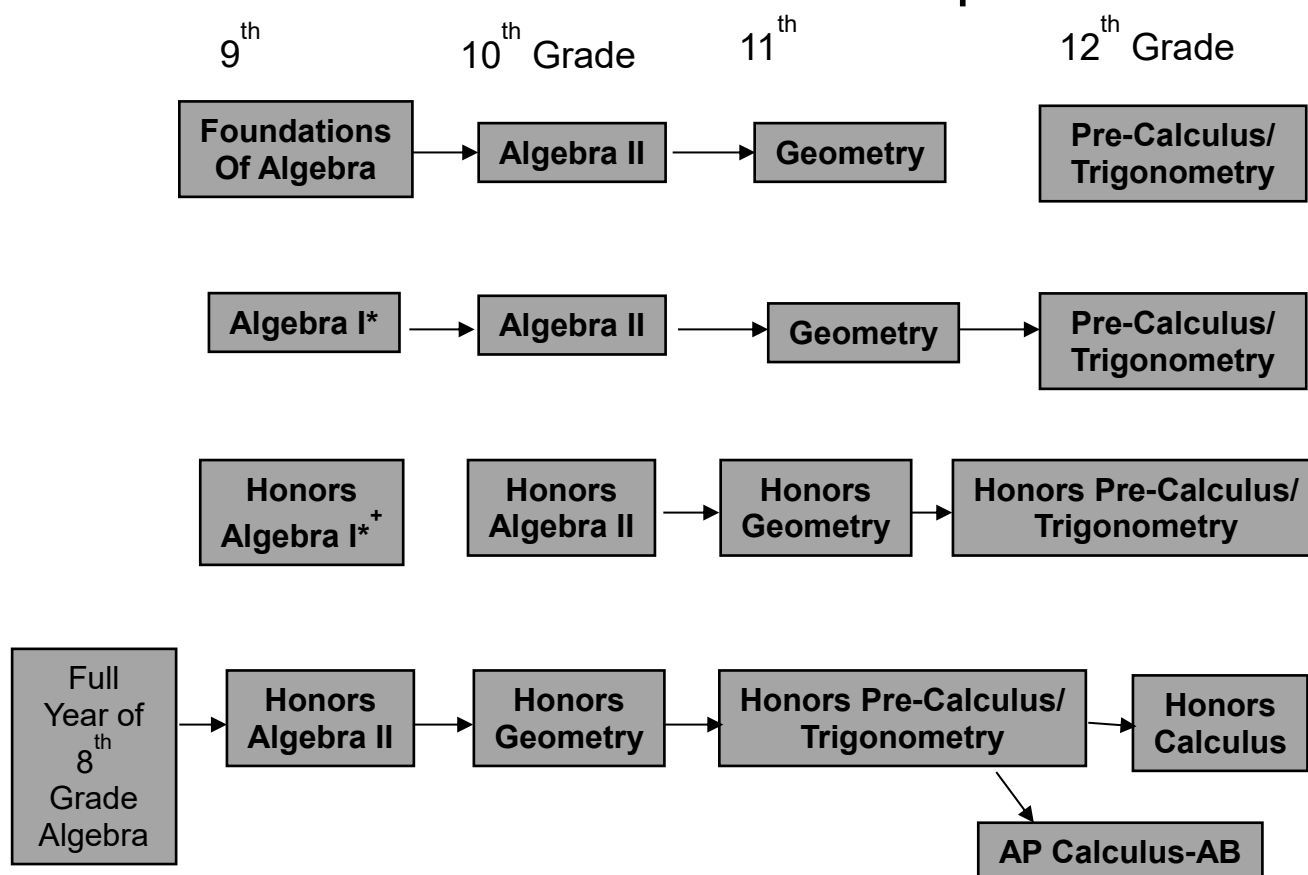 9th 10th Grade 11th 12th Grade
Foundations
Of Algebra
Algebra II
Geometry
Pre-Calculus/
Trigonometry
Algebra I*
Algebra II
Geometry
Pre-Calculus/
Trigonometry
Honors
Algebra I*+
Honors
Algebra II
Honors
Geometry
Honors Pre-Calculus/
Trigonometry
Full
Year of
8th
Grade
Algebra
Honors
Algebra II
Honors
Geometry
Honors Pre-Calculus/
Trigonometry
Honors
Calculus
AP Calculus-AB